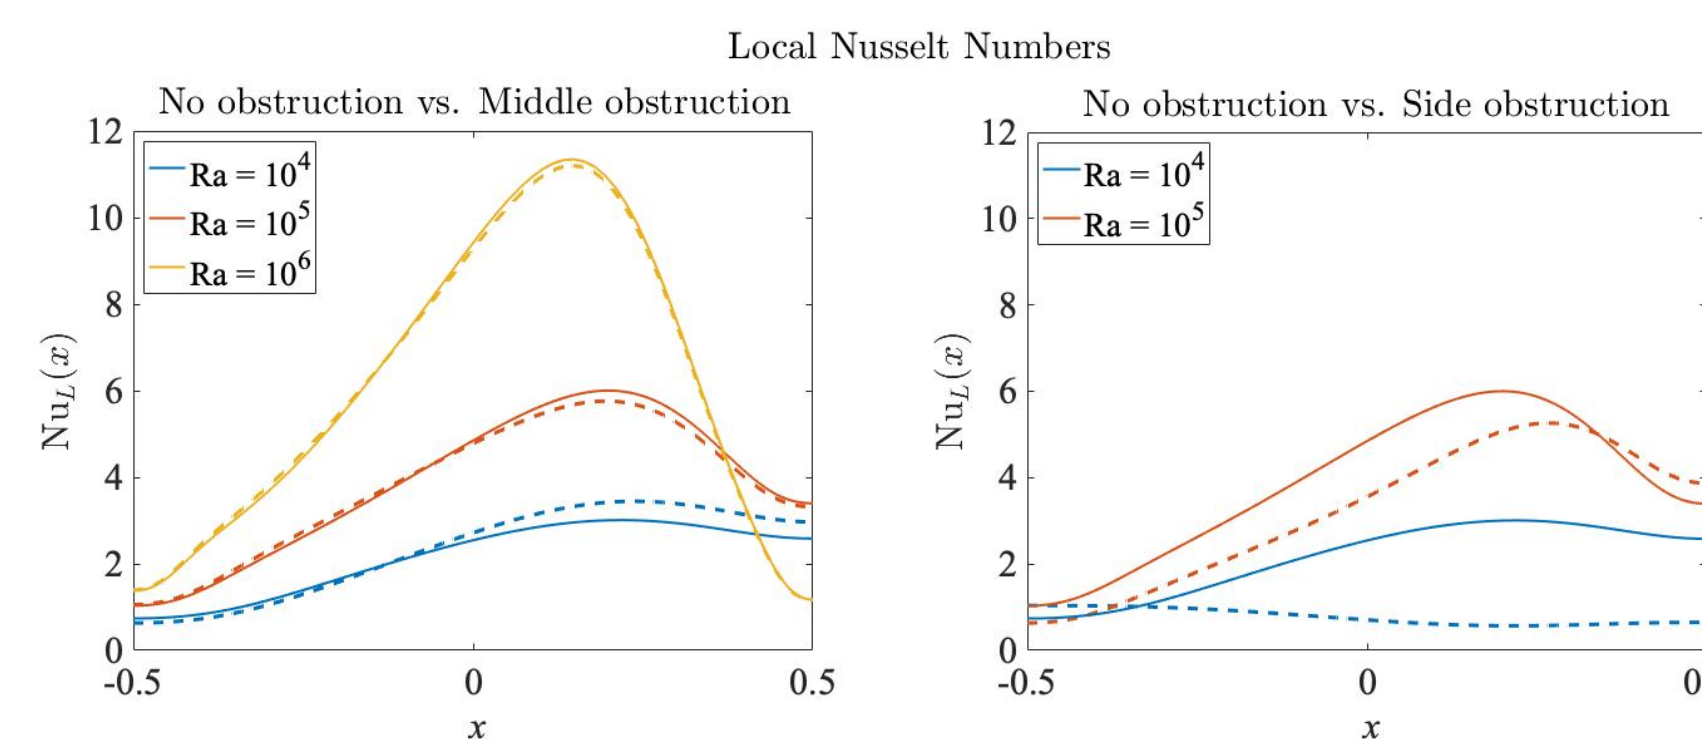 Local Nusselt Numbers
No obstruction vs. Middle obstruction
12
10
8
6
4
2
0
-0.5
0
0.5
Nu_L(x)
x
Ra = 10^4
Ra = 10^5
Ra = 10^6
No obstruction vs. Side obstruction
12
10
8
6
4
2
0
-0.5
0
0
Nu_L(x)
x
Ra = 10^4
Ra = 10^5